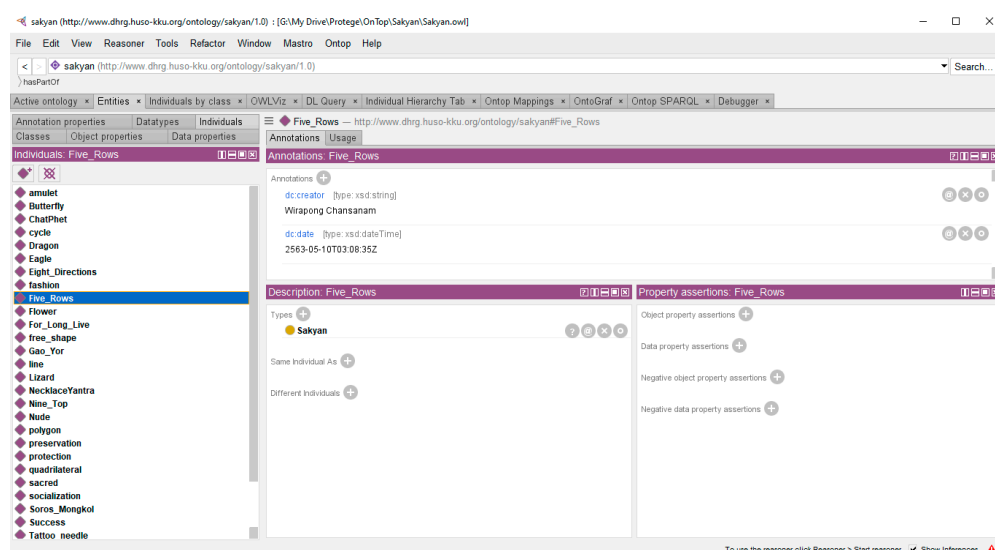 sakyan (http://www.dhrg.huso-kku.org/ontology/sakyan/1.0) : [G:\My Drive\Protege\OnTop\Sakyan\Sakyan.owl]
File Edit View Reasoner Tools Refactor Window Mastro Ontop Help
< > sakyan (http://www.dhrg.huso-kku.org/ontology/sakyan/1.0) Search...
hasPartOf
Active ontology × Entities × Individuals by class × OWLViz × DL Query × Individual Hierarchy Tab × Ontop Mappings × OntoGraf × Ontop SPARQL × Debugger ×
Annotation properties Datatypes Individuals
Classes Object properties Data properties
Individuals: Five_Rows
amulet
Butterfly
ChatPhet
cycle
Dragon
Eagle
Eight_Directions
fashion
Five_Rows
Flower
For_Long_Live
free_shape
Gao_Yor
line
Lizard
NecklaceYantra
Nine_Top
Nude
polygon
preservation
protection
quadrilateral
sacred
socialization
Soros_Mongkol
Success
Tattoo_needle
Five_Rows — http://www.dhrg.huso-kku.org/ontology/sakyan#Five_Rows
Annotations Usage
Annotations: Five_Rows
Annotations
dc:creator [type: xsd:string]
Wirapong Chansanam
dc:date [type: xsd:dateTime]
2563-05-10T03:08:35Z
Description: Five_Rows
Types
Sakyan
Same Individual As
Different Individuals
Property assertions: Five_Rows
Object property assertions
Data property assertions
Negative object property assertions
Negative data property assertions
To use the reasoner click Reasoner > Start reasoner Show Inferences